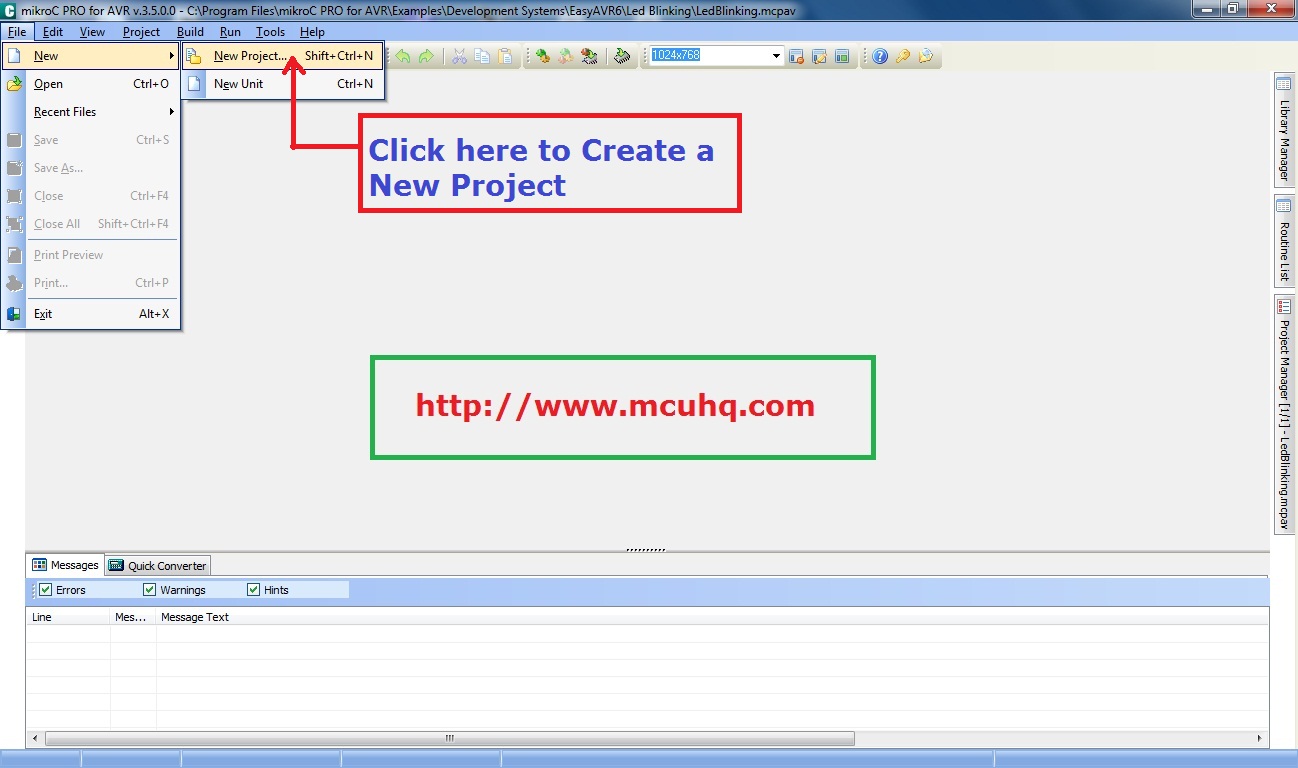 mikroC PRO for AVR v.3.5.0.0 - C:\Program Files\mikroC PRO for AVR\Examples\Development Systems\EasyAVR6\Led Blinking\LedBlinking.mcpav
File Edit View Project Build Run Tools Help
New
New Project... Shift+Ctrl+N
1024x768
Open Ctrl+O
New Unit Ctrl+N
Recent Files
Save Ctrl+S
Save As...
Close Ctrl+F4
Close All Shift+Ctrl+F4
Print Preview
Print... Ctrl+P
Exit Alt+X
Click here to Create a
New Project
http://www.mcuhq.com
Library Manager
Routine List
Project Manager [1/1] - LedBlinking.mcpav
Messages Quick Converter
Errors Warnings Hints
Line Mes... Message Text